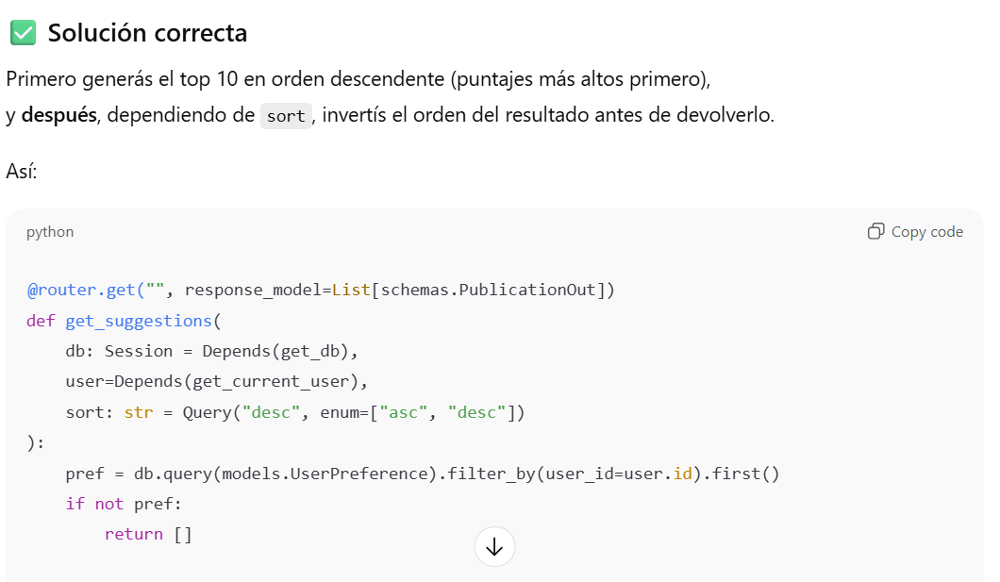 ✅ Solución correcta
Primero generás el top 10 en orden descendente (puntajes más altos primero),
y después, dependiendo de sort, invertís el orden del resultado antes de devolverlo.
Así:
python
Copy code
@router.get("", response_model=List[schemas.PublicationOut])
def get_suggestions(
    db: Session = Depends(get_db),
    user=Depends(get_current_user),
    sort: str = Query("desc", enum=["asc", "desc"])
):
    pref = db.query(models.UserPreference).filter_by(user_id=user.id).first()
    if not pref:
        return []